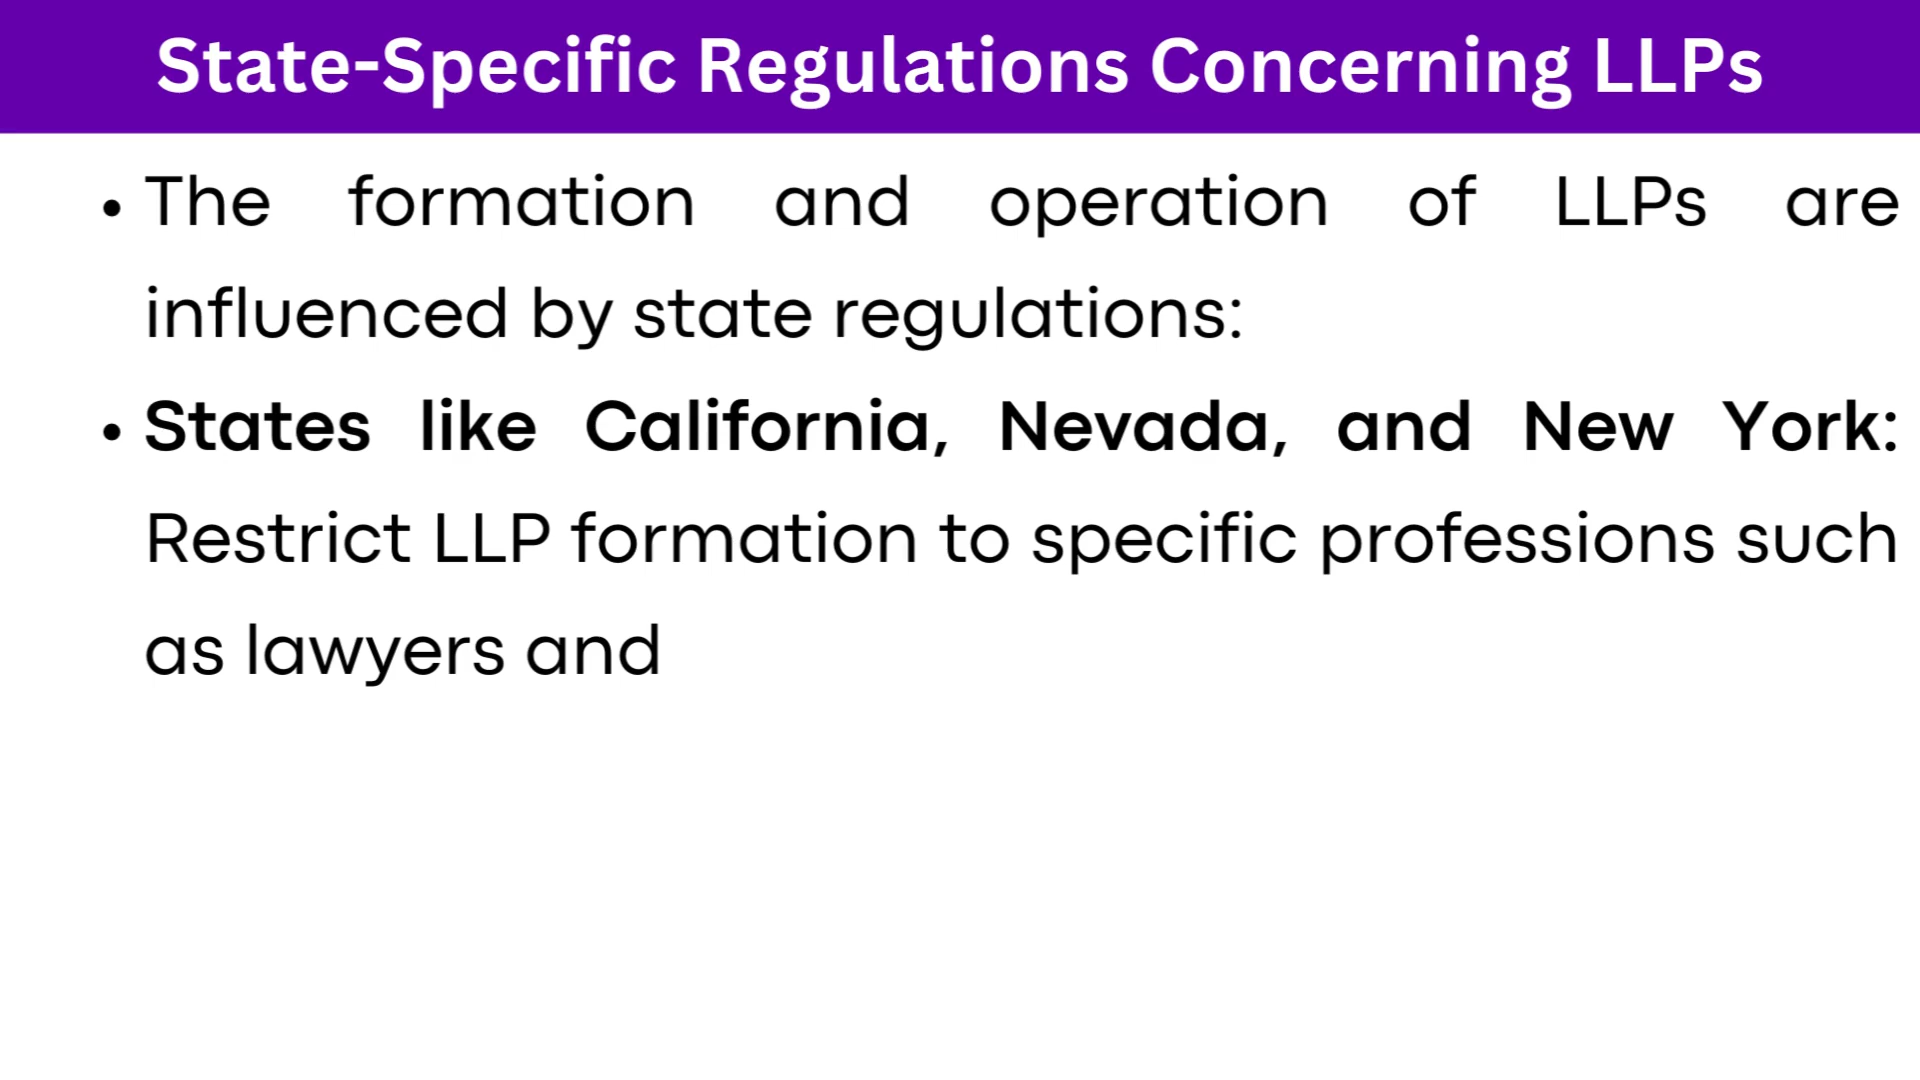 State-Specific Regulations Concerning LLPs
• The formation and operation of LLPs are
influenced by state regulations:
• States like California, Nevada, and New York:
Restrict LLP formation to specific professions such
as lawyers and